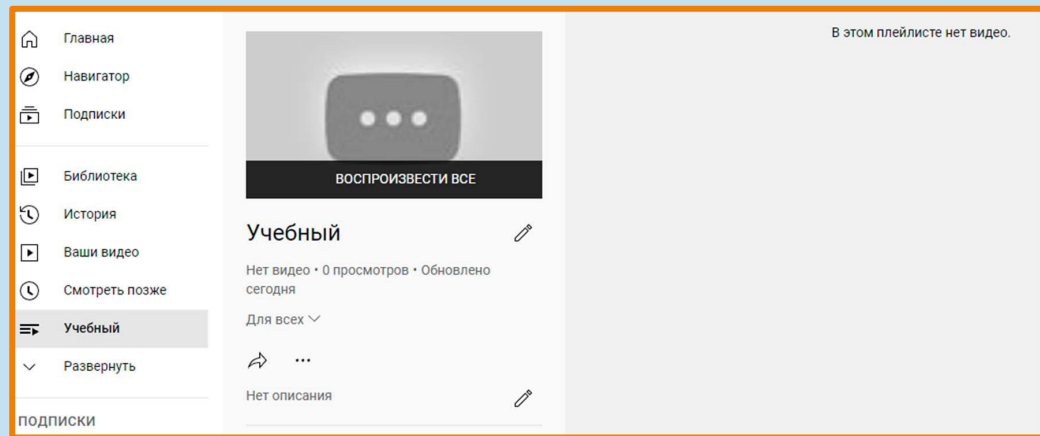 Главная
Навигатор
Подписки
Библиотека
История
Ваши видео
Смотреть позже
Учебный
Развернуть
ПОДПИСКИ
ВОСПРОИЗВЕСТИ ВСЕ
Учебный
Нет видео • 0 просмотров • Обновлено
сегодня
Для всех
Нет описания
В этом плейлисте нет видео.